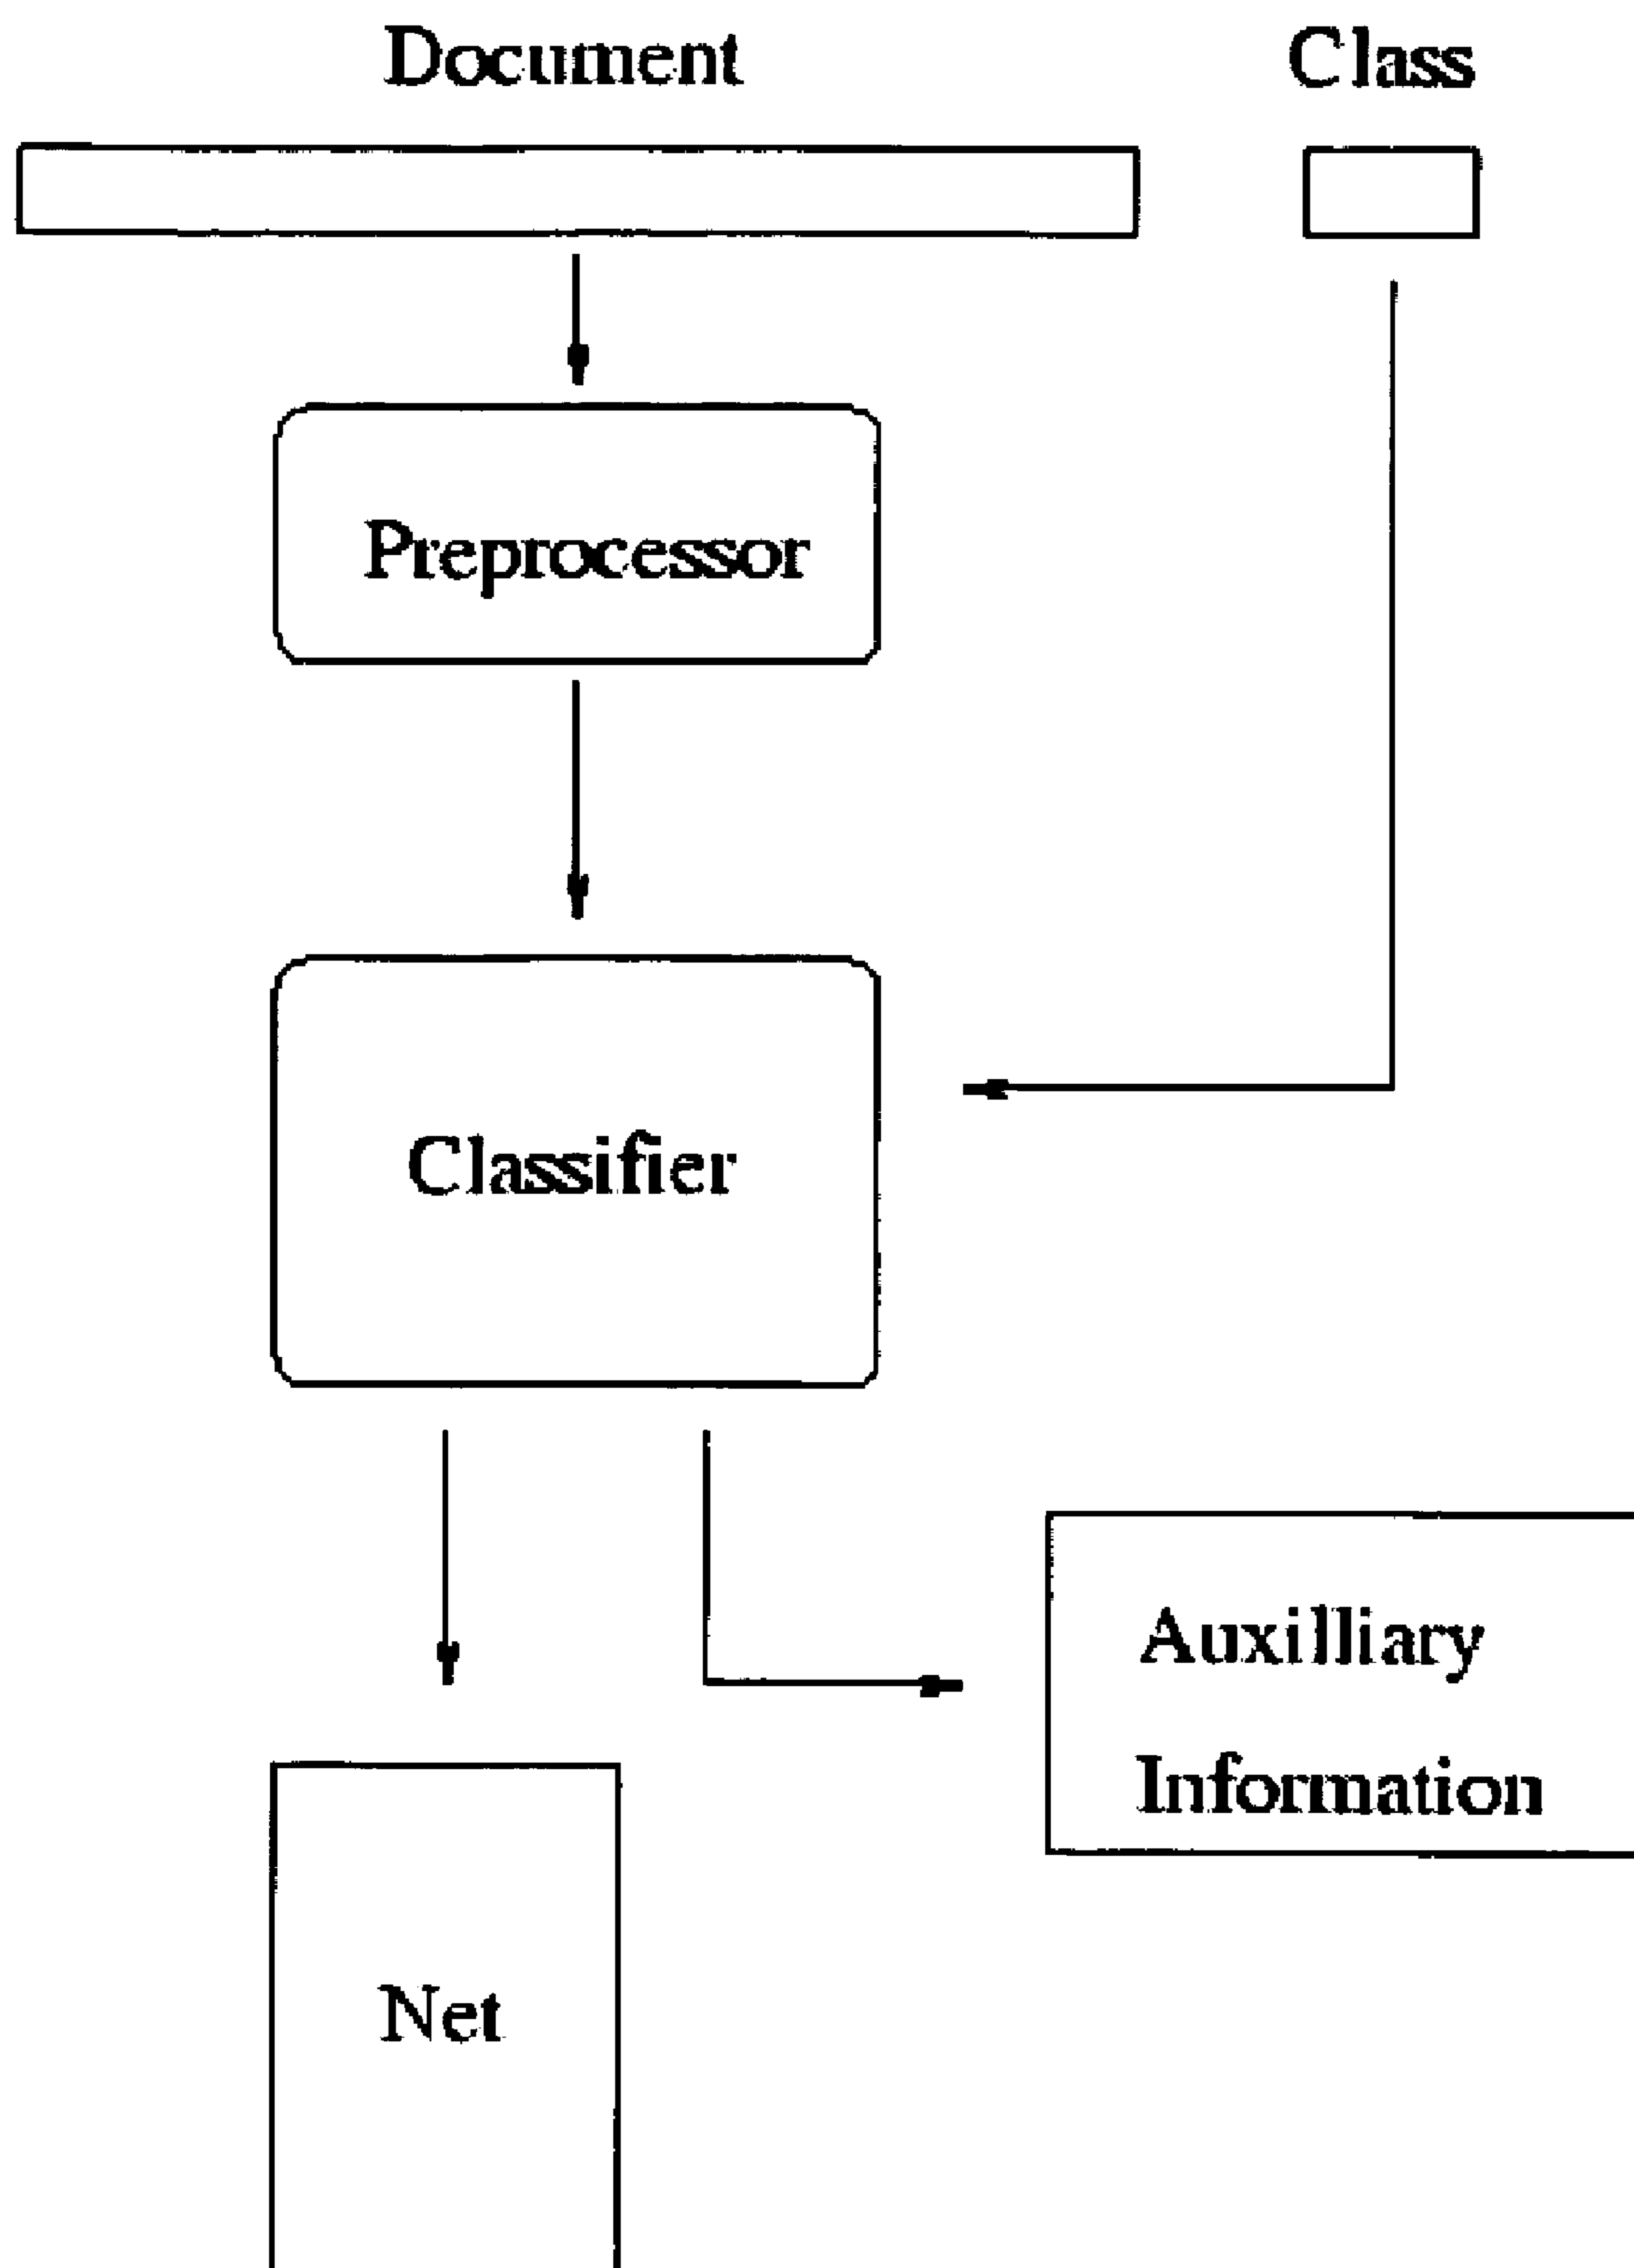 Document
Class
Preprocessor
Classifier
Auxilliary
Information
Net